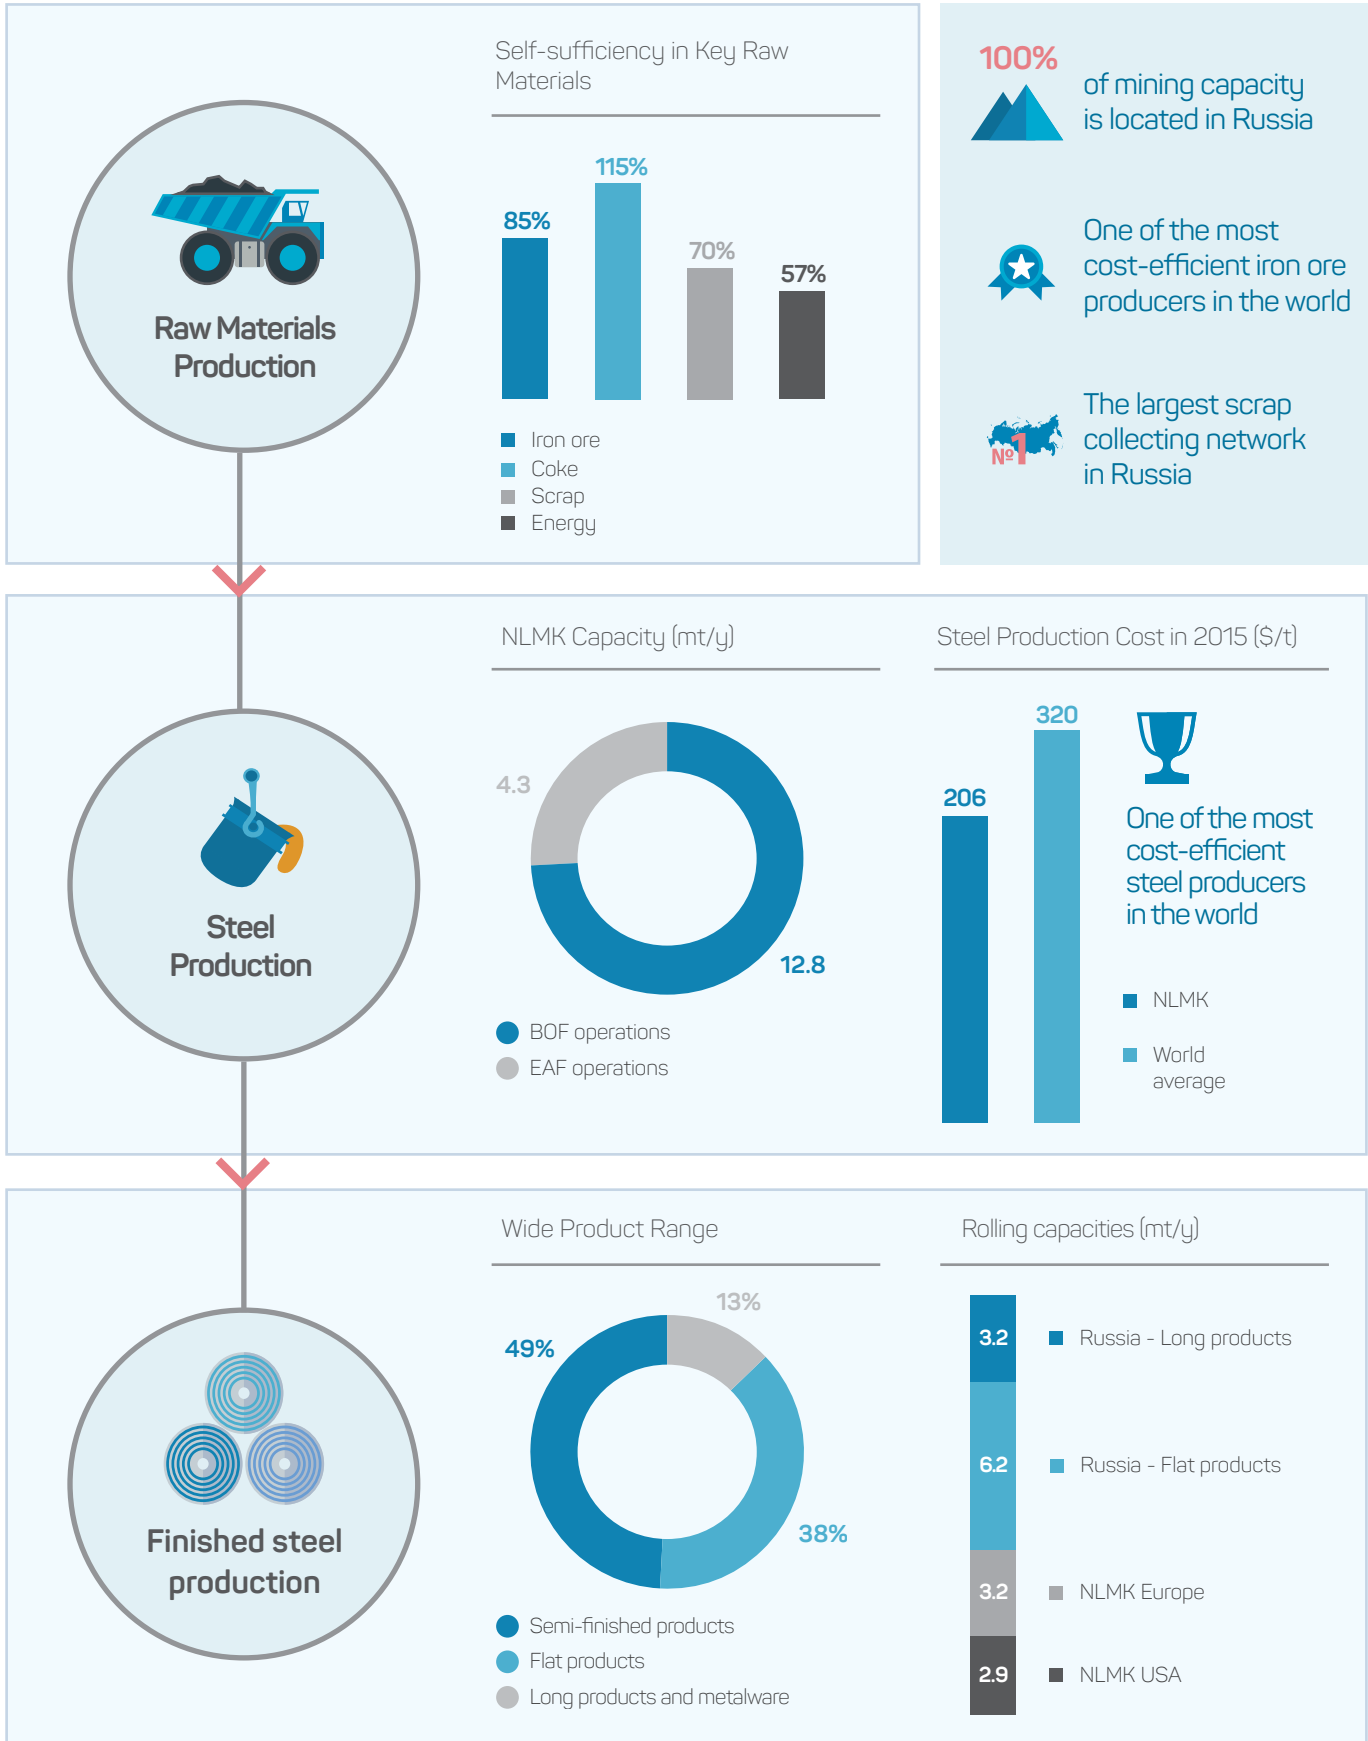 Self-sufficiency in Key Raw
Materials
85%
115%
70%
57%
Iron ore
Coke
Scrap
Energy
Raw Materials
Production
100%
of mining capacity
is located in Russia
One of the most
cost-efficient iron ore
producers in the world
№1
The largest scrap
collecting network
in Russia
Steel
Production
NLMK Capacity (mt/y)
4.3
12.8
BOF operations
EAF operations
Steel Production Cost in 2015 ($/t)
206
320
One of the most
cost-efficient
steel producers
in the world
NLMK
World
average
Finished steel
production
Wide Product Range
13%
49%
38%
Semi-finished products
Flat products
Long products and metalware
Rolling capacities (mt/y)
3.2
Russia - Long products
6.2
Russia - Flat products
3.2
NLMK Europe
2.9
NLMK USA